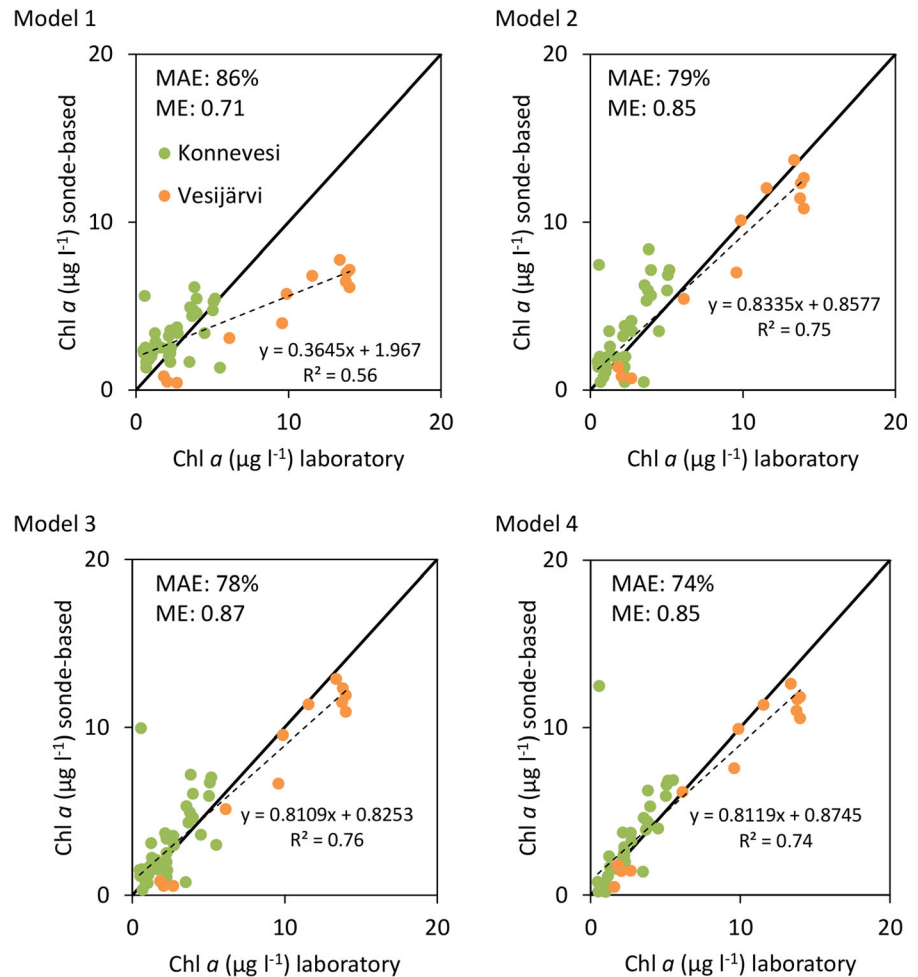 Model 1
20
MAE: 86%
ME: 0.71
Konnevesi
Vesijärvi
10
Chl a (µg l-1) sonde-based
y = 0.3645x + 1.967
R² = 0.56
0
0 10 20
Chl a (µg l-1) laboratory
Model 2
20
MAE: 79%
ME: 0.85
10
Chl a (µg l-1) sonde-based
y = 0.8335x + 0.8577
R² = 0.75
0
0 10 20
Chl a (µg l-1) laboratory
Model 3
20
MAE: 78%
ME: 0.87
10
Chl a (µg l-1) sonde-based
y = 0.8109x + 0.8253
R² = 0.76
0
0 10 20
Chl a (µg l-1) laboratory
Model 4
20
MAE: 74%
ME: 0.85
10
Chl a (µg l-1) sonde-based
y = 0.8119x + 0.8745
R² = 0.74
0
0 10 20
Chl a (µg l-1) laboratory